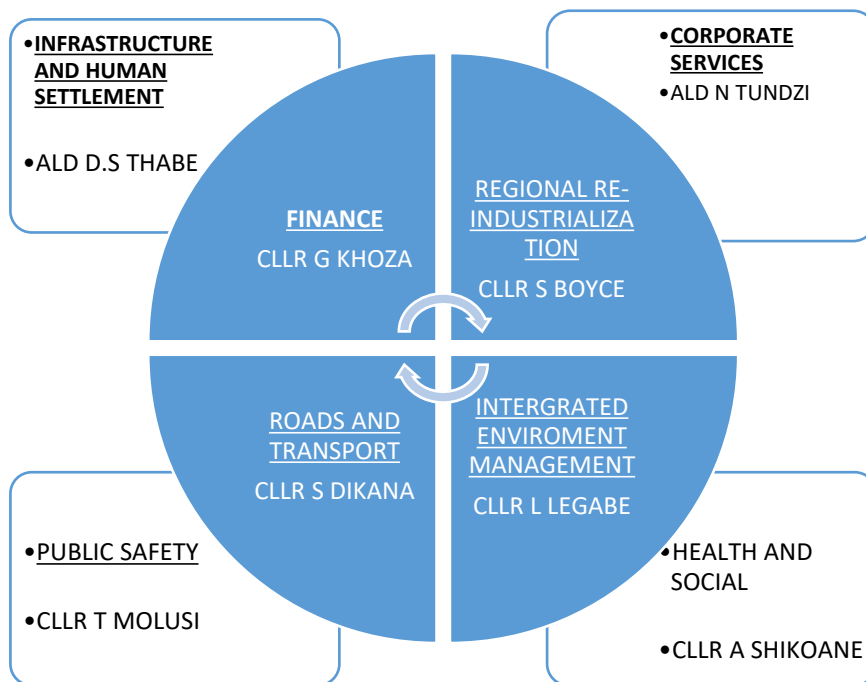 •INFRASTRUCTURE
AND HUMAN
SETTLEMENT
•ALD D.S THABE
•CORPORATE
SERVICES
•ALD N TUNDZI
FINANCE
CLLR G KHOZA
REGIONAL RE-
INDUSTRIALIZA
TION
CLLR S BOYCE
ROADS AND
TRANSPORT
CLLR S DIKANA
INTERGRATED
ENVIROMENT
MANAGEMENT
CLLR L LEGABE
•PUBLIC SAFETY
•CLLR T MOLUSI
•HEALTH AND
SOCIAL
•CLLR A SHIKOANE